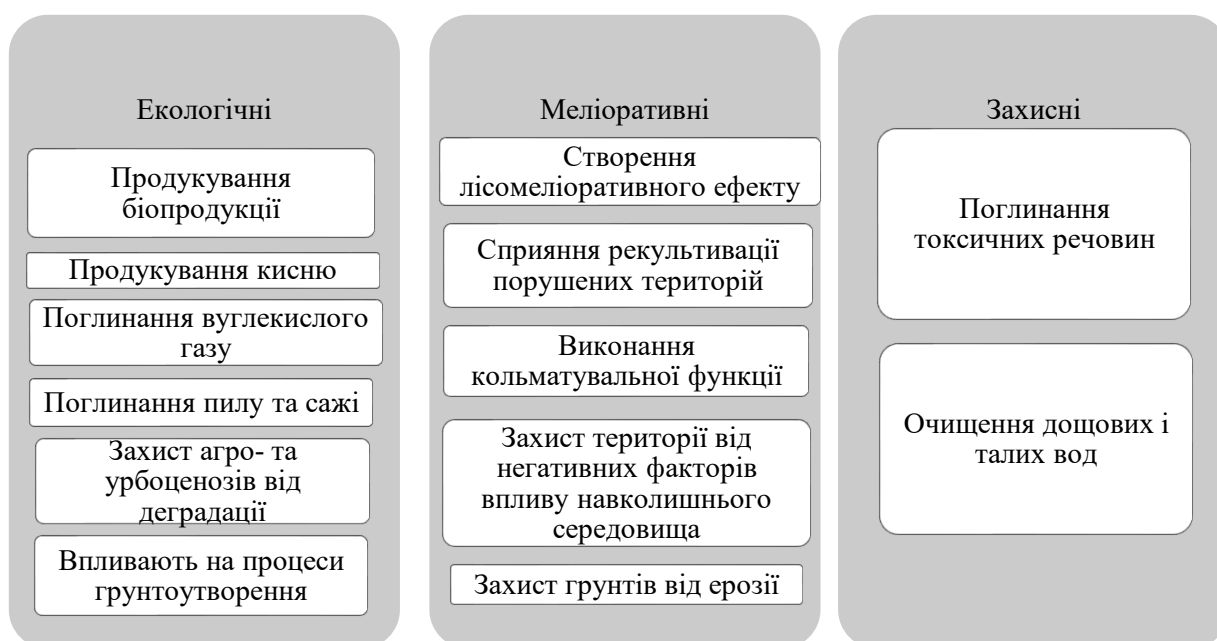 Екологічні
Продукування
біопродукції
Продукування кисню
Поглинання вуглекислого
газу
Поглинання пилу та сажі
Захист агро- та
урбоценозів від
деградації
Впливають на процеси
грунтоутворення
Меліоративні
Створення
лісомеліоративного ефекту
Сприяння рекультивації
порушених територій
Виконання
кольматувальної функції
Захист території від
негативних факторів
впливу навколишнього
середовища
Захист грунтів від ерозії
Захисні
Поглинання
токсичних речовин
Очищення дощових і
талих вод